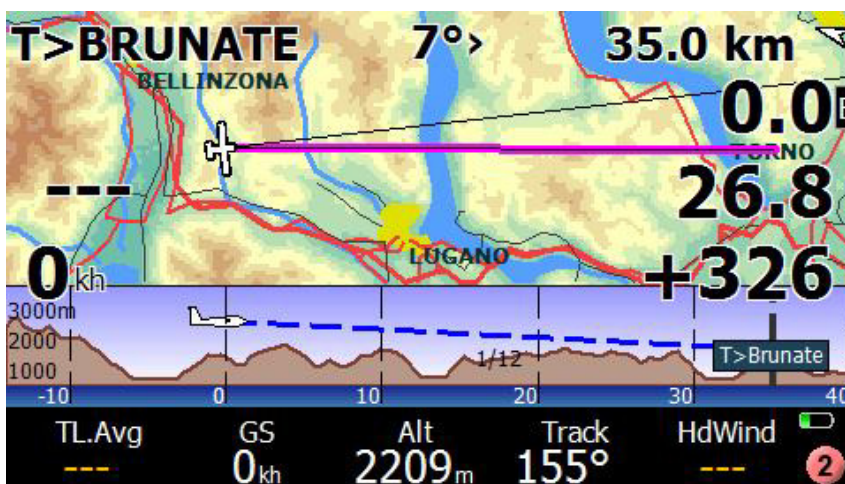 T>BRUNATE 7°› 35.0 km
BELLINZONA
0.0
TORNO
---
26.8
LUGANO
0kh
+326
3000m
2000
1000
1/12
T>Brunate
-10 0 10 20 30 40
TL.Avg GS Alt Track HdWind
--- 0kh 2209m 155° ---
2